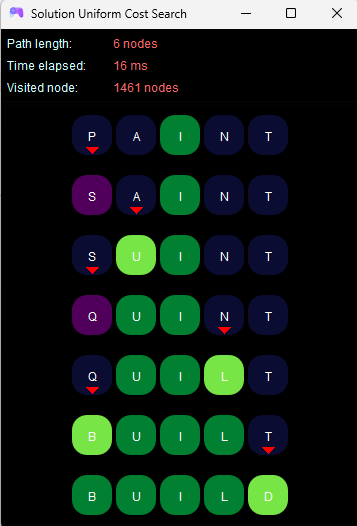 Solution Uniform Cost Search
Path length: 6 nodes
Time elapsed: 16 ms
Visited node: 1461 nodes
P A I N T
S A I N T
S U I N T
Q U I N T
Q U I L T
B U I L T
B U I L D